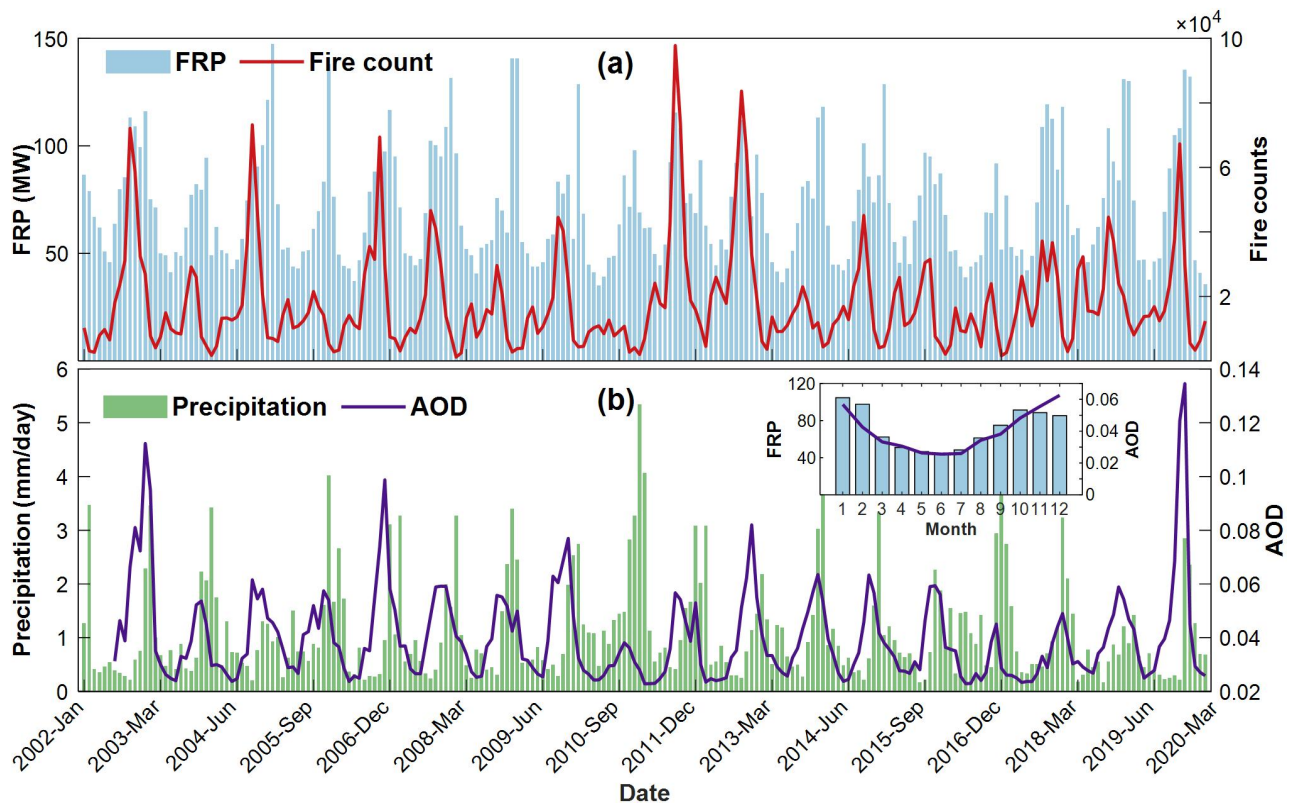 ×10⁴
150 FRP Fire count (a) 10
100
6
50
2
FRP (MW)
Fire counts
6 0.14
Precipitation AOD (b)
5 0.12
4 0.1
3 0.08
2 0.06
1 0.04
0 0.02
Precipitation (mm/day)
AOD
120 0.06
80 0.04
40 0.02
0
FRP
AOD
1 2 3 4 5 6 7 8 9 10 11 12
Month
2002-Jan 2003-Mar 2004-Jun 2005-Sep 2006-Dec 2008-Mar 2009-Jun 2010-Sep 2011-Dec 2013-Mar 2014-Jun 2015-Sep 2016-Dec 2018-Mar 2019-Jun 2020-Mar
Date